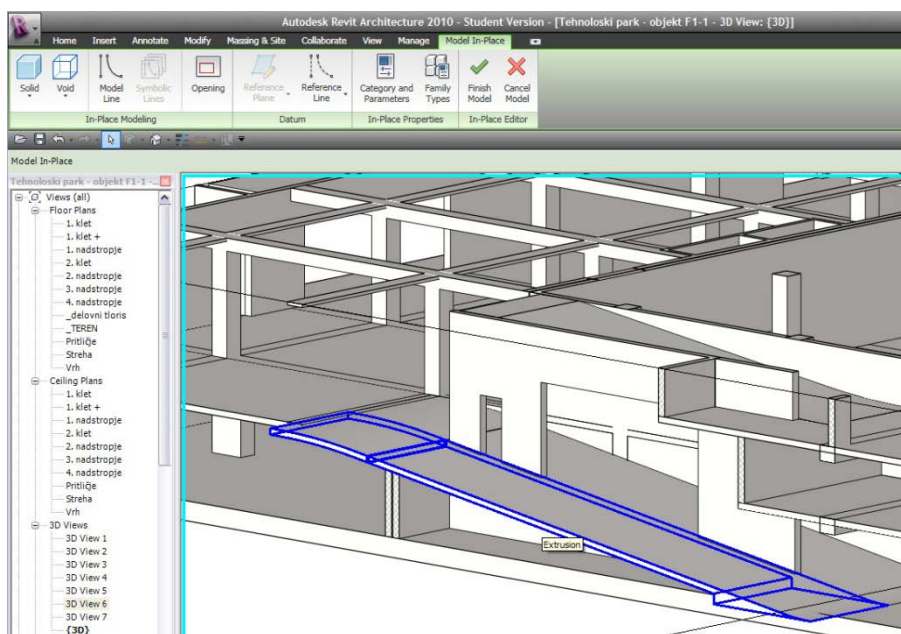 Autodesk Revit Architecture 2010 - Student Version - [Tehnoloski park - objekt F1-1 - 3D View: {3D}]
Home Insert Annotate Modify Massing & Site Collaborate View Manage Model In-Place
Solid Void Model Line Symbolic Lines Opening Reference Plane Reference Line Category and Parameters Family Types Finish Model Cancel Model
In-Place Modeling Datum In-Place Properties In-Place Editor
Model In-Place
Tehnoloski park - objekt F1-1 -...
Views (all)
Floor Plans
1. klet
1. klet +
1. nadstropje
2. klet
2. nadstropje
3. nadstropje
4. nadstropje
_delovni tloris
_TEREN
Pritličje
Streha
Vrh
Ceiling Plans
1. klet
1. klet +
1. nadstropje
2. klet
2. nadstropje
3. nadstropje
4. nadstropje
Pritličje
Streha
Vrh
3D Views
3D View 1
3D View 2
3D View 3
3D View 4
3D View 5
3D View 6
3D View 7
{3D}
Extrusion